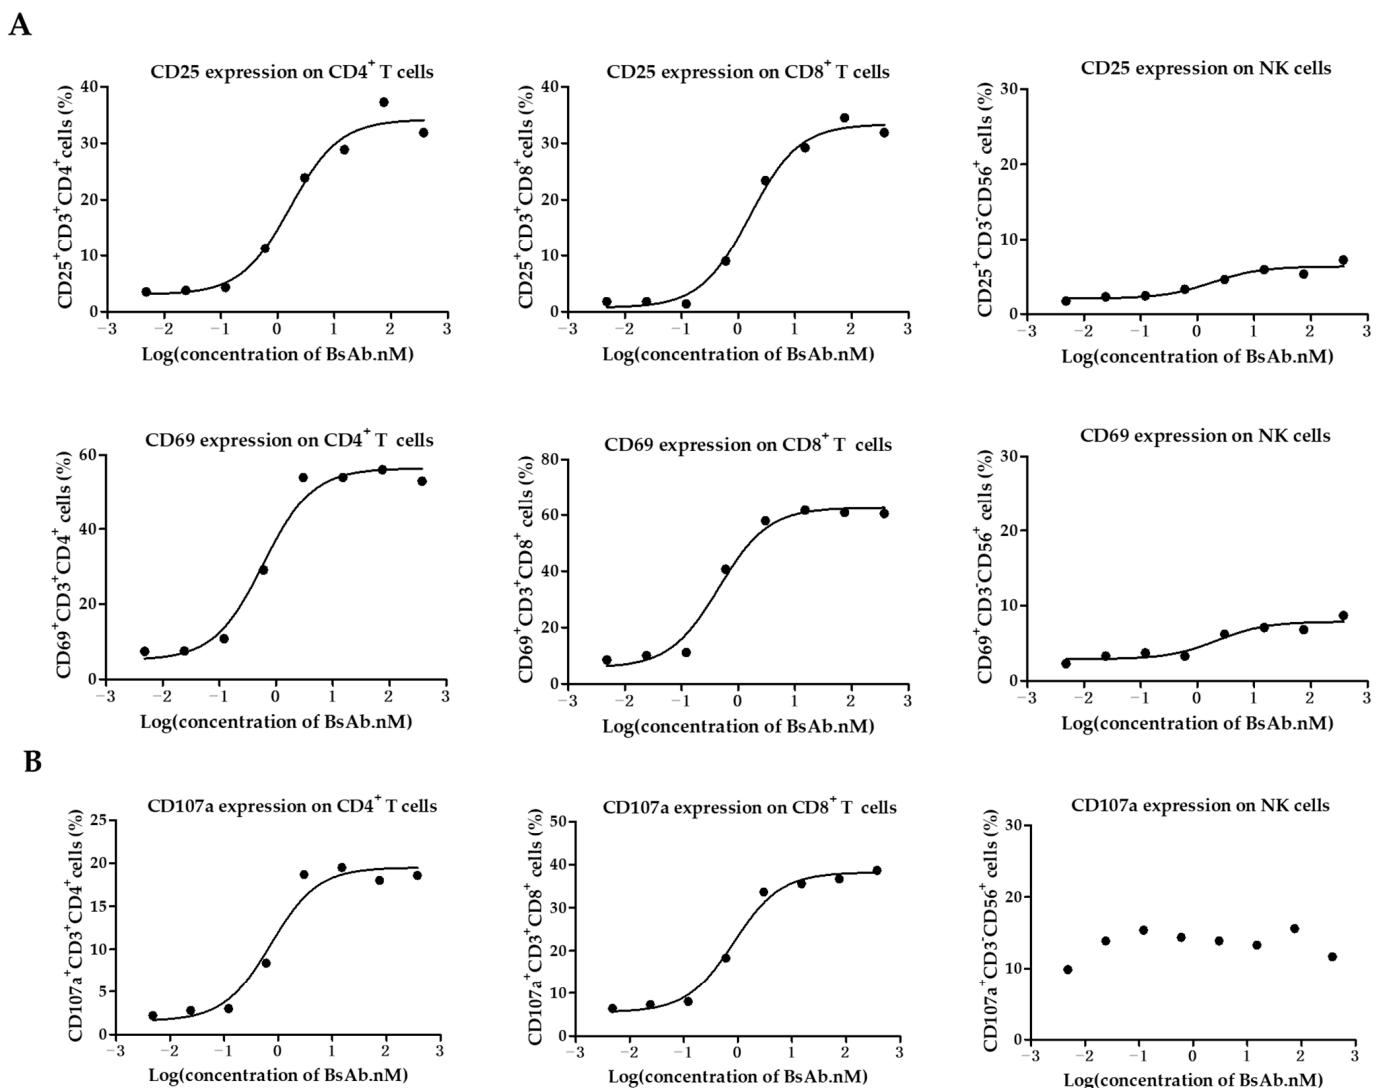 A
CD25 expression on CD4+ T cells
CD25+CD3+CD4+cells (%)
40
30
20
10
0
−3 −2 −1 0 1 2 3
Log(concentration of BsAb.nM)
CD25 expression on CD8+ T cells
CD25+CD3+CD8+cells (%)
40
30
20
10
0
−3 −2 −1 0 1 2 3
Log(concentration of BsAb.nM)
CD25 expression on NK cells
CD25+CD3-CD56+ cells (%)
30
20
10
0
−3 −2 −1 0 1 2 3
Log(concentration of BsAb.nM)
CD69 expression on CD4+ T cells
CD69+CD3+CD4+ cells (%)
60
40
20
0
−3 −2 −1 0 1 2 3
Log(concentration of BsAb.nM)
CD69 expression on CD8+ T cells
CD69+CD3+CD8+ cells (%)
80
60
40
20
0
−3 −2 −1 0 1 2 3
Log(concentration of BsAb.nM)
CD69 expression on NK cells
CD69+CD3-CD56+ cells (%)
30
20
10
0
−3 −2 −1 0 1 2 3
Log(concentration of BsAb.nM)
B
CD107a expression on CD4+ T cells
CD107a+CD3+CD4+cells (%)
25
20
15
10
5
0
−3 −2 −1 0 1 2 3
Log(concentration of BsAb.nM)
CD107a expression on CD8+ T cells
CD107a+CD3+CD8+ cells (%)
50
40
30
20
10
0
−3 −2 −1 0 1 2 3
Log(concentration of BsAb.nM)
CD107a expression on NK cells
CD107a+CD3-CD56+ cells (%)
30
20
10
0
−3 −2 −1 0 1 2 3
Log(concentration of BsAb.nM)